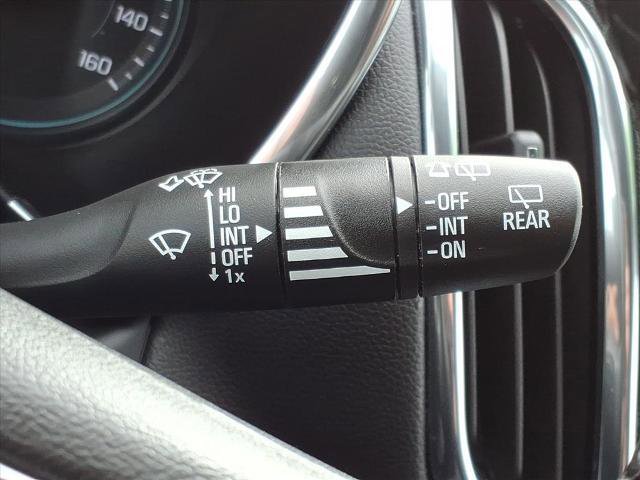 140
160
HI
LO
INT
OFF
1x
-OFF
-INT
-ON
REAR